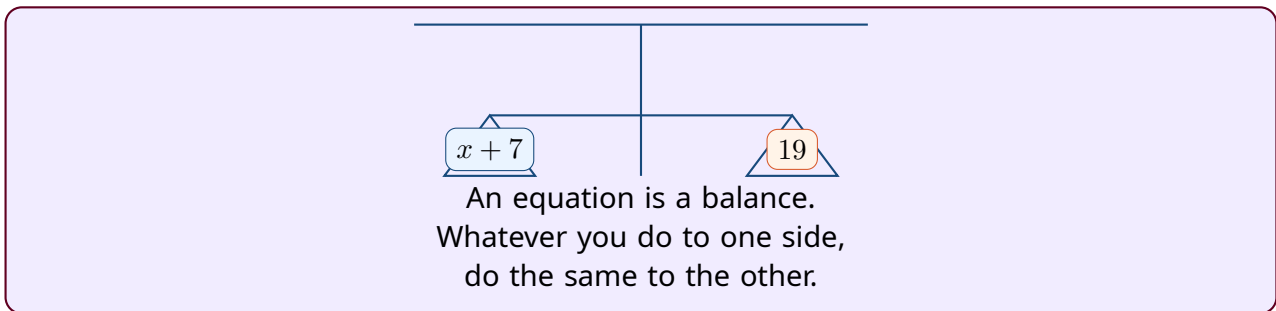 x + 7
19
An equation is a balance.
Whatever you do to one side,
do the same to the other.